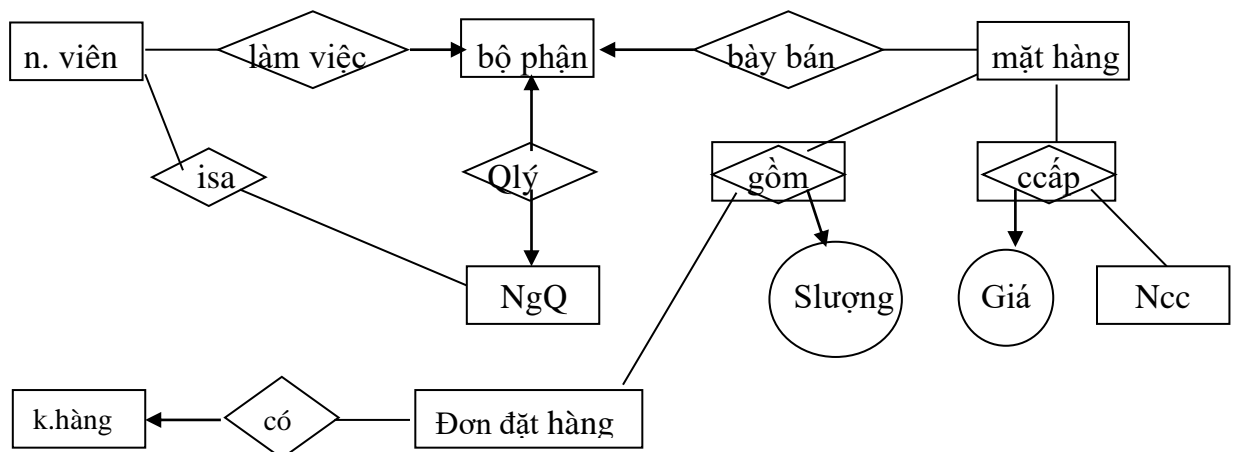 n. viên
làm việc
bộ phận
bày bán
mặt hàng
isa
Qlý
gồm
ccấp
NgQ
Slượng
Giá
Ncc
k.hàng
có
Đơn đặt hàng